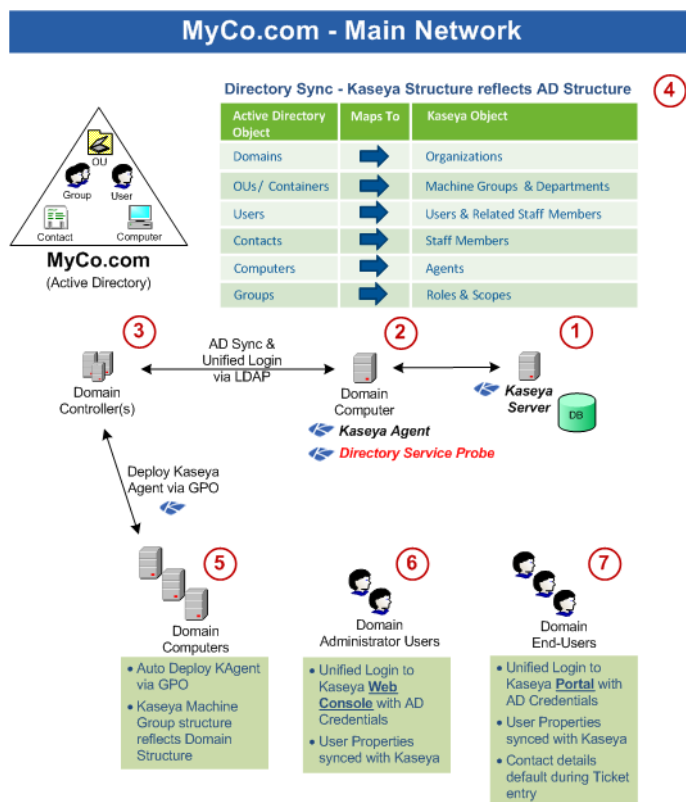 MyCo.com - Main Network
Directory Sync - Kaseya Structure reflects AD Structure
4
Active Directory
Object
Maps To
Kaseya Object
Domains
Organizations
OUs/ Containers
Machine Groups & Departments
Users
Users & Related Staff Members
Contacts
Staff Members
Computers
Agents
Groups
Roles & Scopes
OU
Group
User
Contact
Computer
MyCo.com
(Active Directory)
3
2
1
AD Sync &
Unified Login
via LDAP
Domain
Controller(s)
Domain
Computer
Kaseya Agent
Directory Service Probe
Kaseya
Server
DB
Deploy Kaseya
Agent via GPO
5
6
7
Domain
Computers
• Auto Deploy KAgent
via GPO
• Kaseya Machine
Group structure
reflects Domain
Structure
Domain
Administrator Users
• Unified Login to
Kaseya Web
Console with AD
Credentials
• User Properties
synced with Kaseya
Domain
End-Users
• Unified Login to
Kaseya Portal with
AD Credentials
• User Properties
synced with Kaseya
• Contact details
default during Ticket
entry